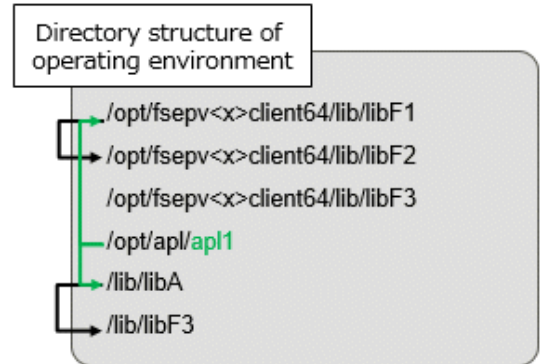 Directory structure of
operating environment
/opt/fsepv<x>client64/lib/libF1
/opt/fsepv<x>client64/lib/libF2
/opt/fsepv<x>client64/lib/libF3
/opt/apl/apl1
/lib/libA
/lib/libF3